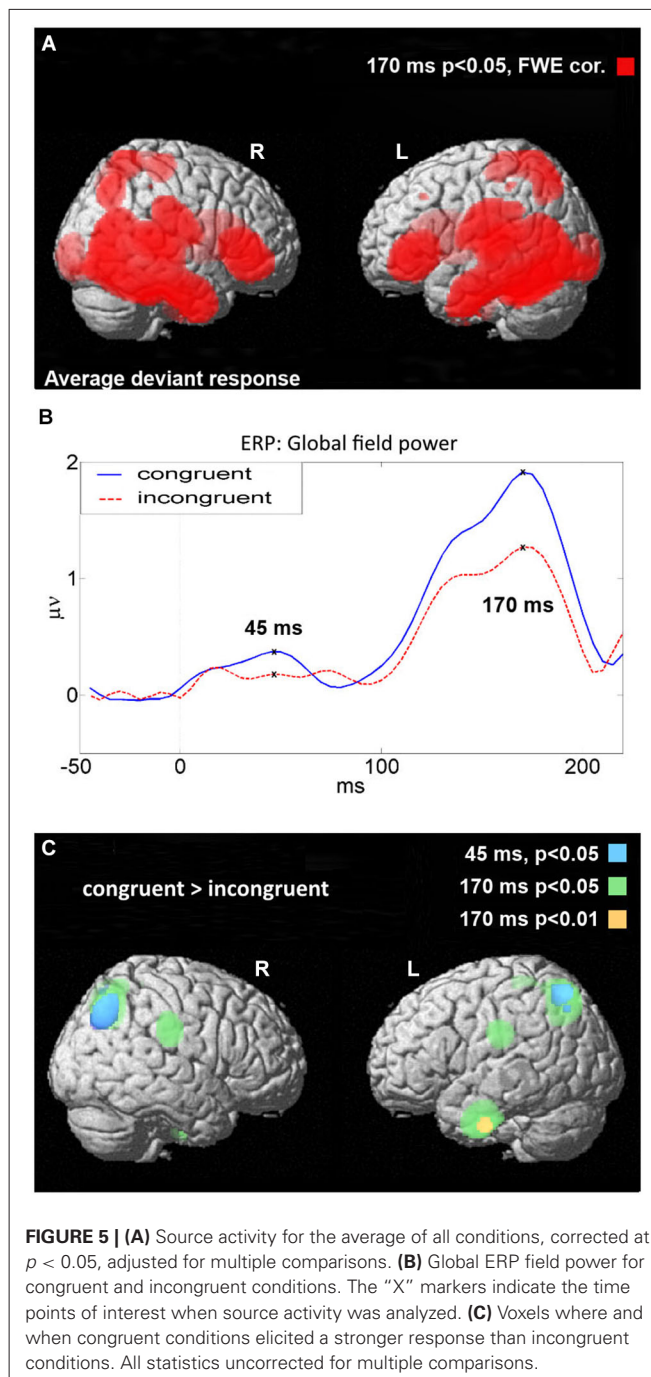 A
170 ms p<0.05, FWE cor.
R
L
Average deviant response
B
ERP: Global field power
2
congruent
incongruent
1
μv
45 ms
170 ms
0
-50
0
100
200
ms
C
45 ms, p<0.05
170 ms p<0.05
170 ms p<0.01
congruent > incongruent
R
L
FIGURE 5 | (A) Source activity for the average of all conditions, corrected at
p < 0.05, adjusted for multiple comparisons. (B) Global ERP field power for
congruent and incongruent conditions. The “X” markers indicate the time
points of interest when source activity was analyzed. (C) Voxels where and
when congruent conditions elicited a stronger response than incongruent
conditions. All statistics uncorrected for multiple comparisons.